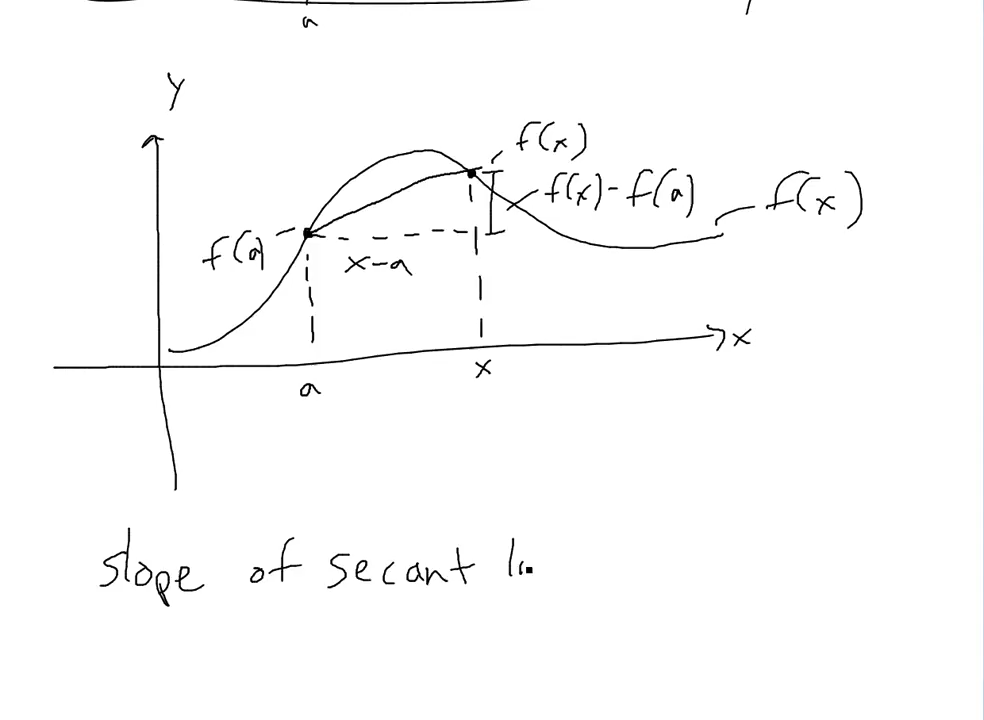 a
y
f(x)
f(x)-f(a)
f(x)
f(a)
x-a
x
a
x
slope of secant